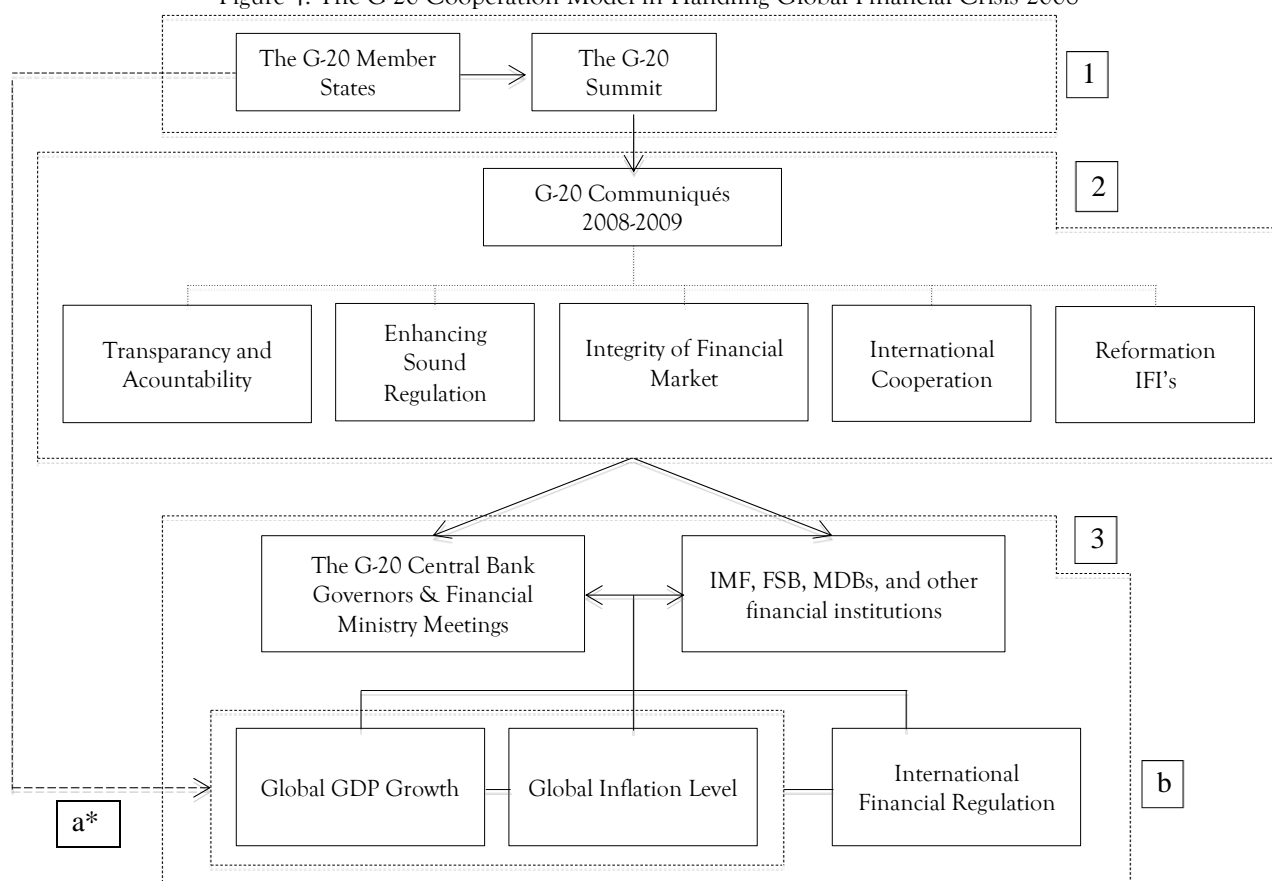 Figure 4. The G-20 Cooperation Model in Handling Global Financial Crisis 2008
The G-20 Member
States
The G-20
Summit
1
G-20 Communiqués
2008-2009
2
Transparancy and
Acountability
Enhancing
Sound
Regulation
Integrity of Financial
Market
International
Cooperation
Reformation
IFI's
3
The G-20 Central Bank
Governors & Financial
Ministry Meetings
IMF, FSB, MDBs, and other
financial institutions
Global GDP Growth
Global Inflation Level
International
Financial Regulation
b
a*